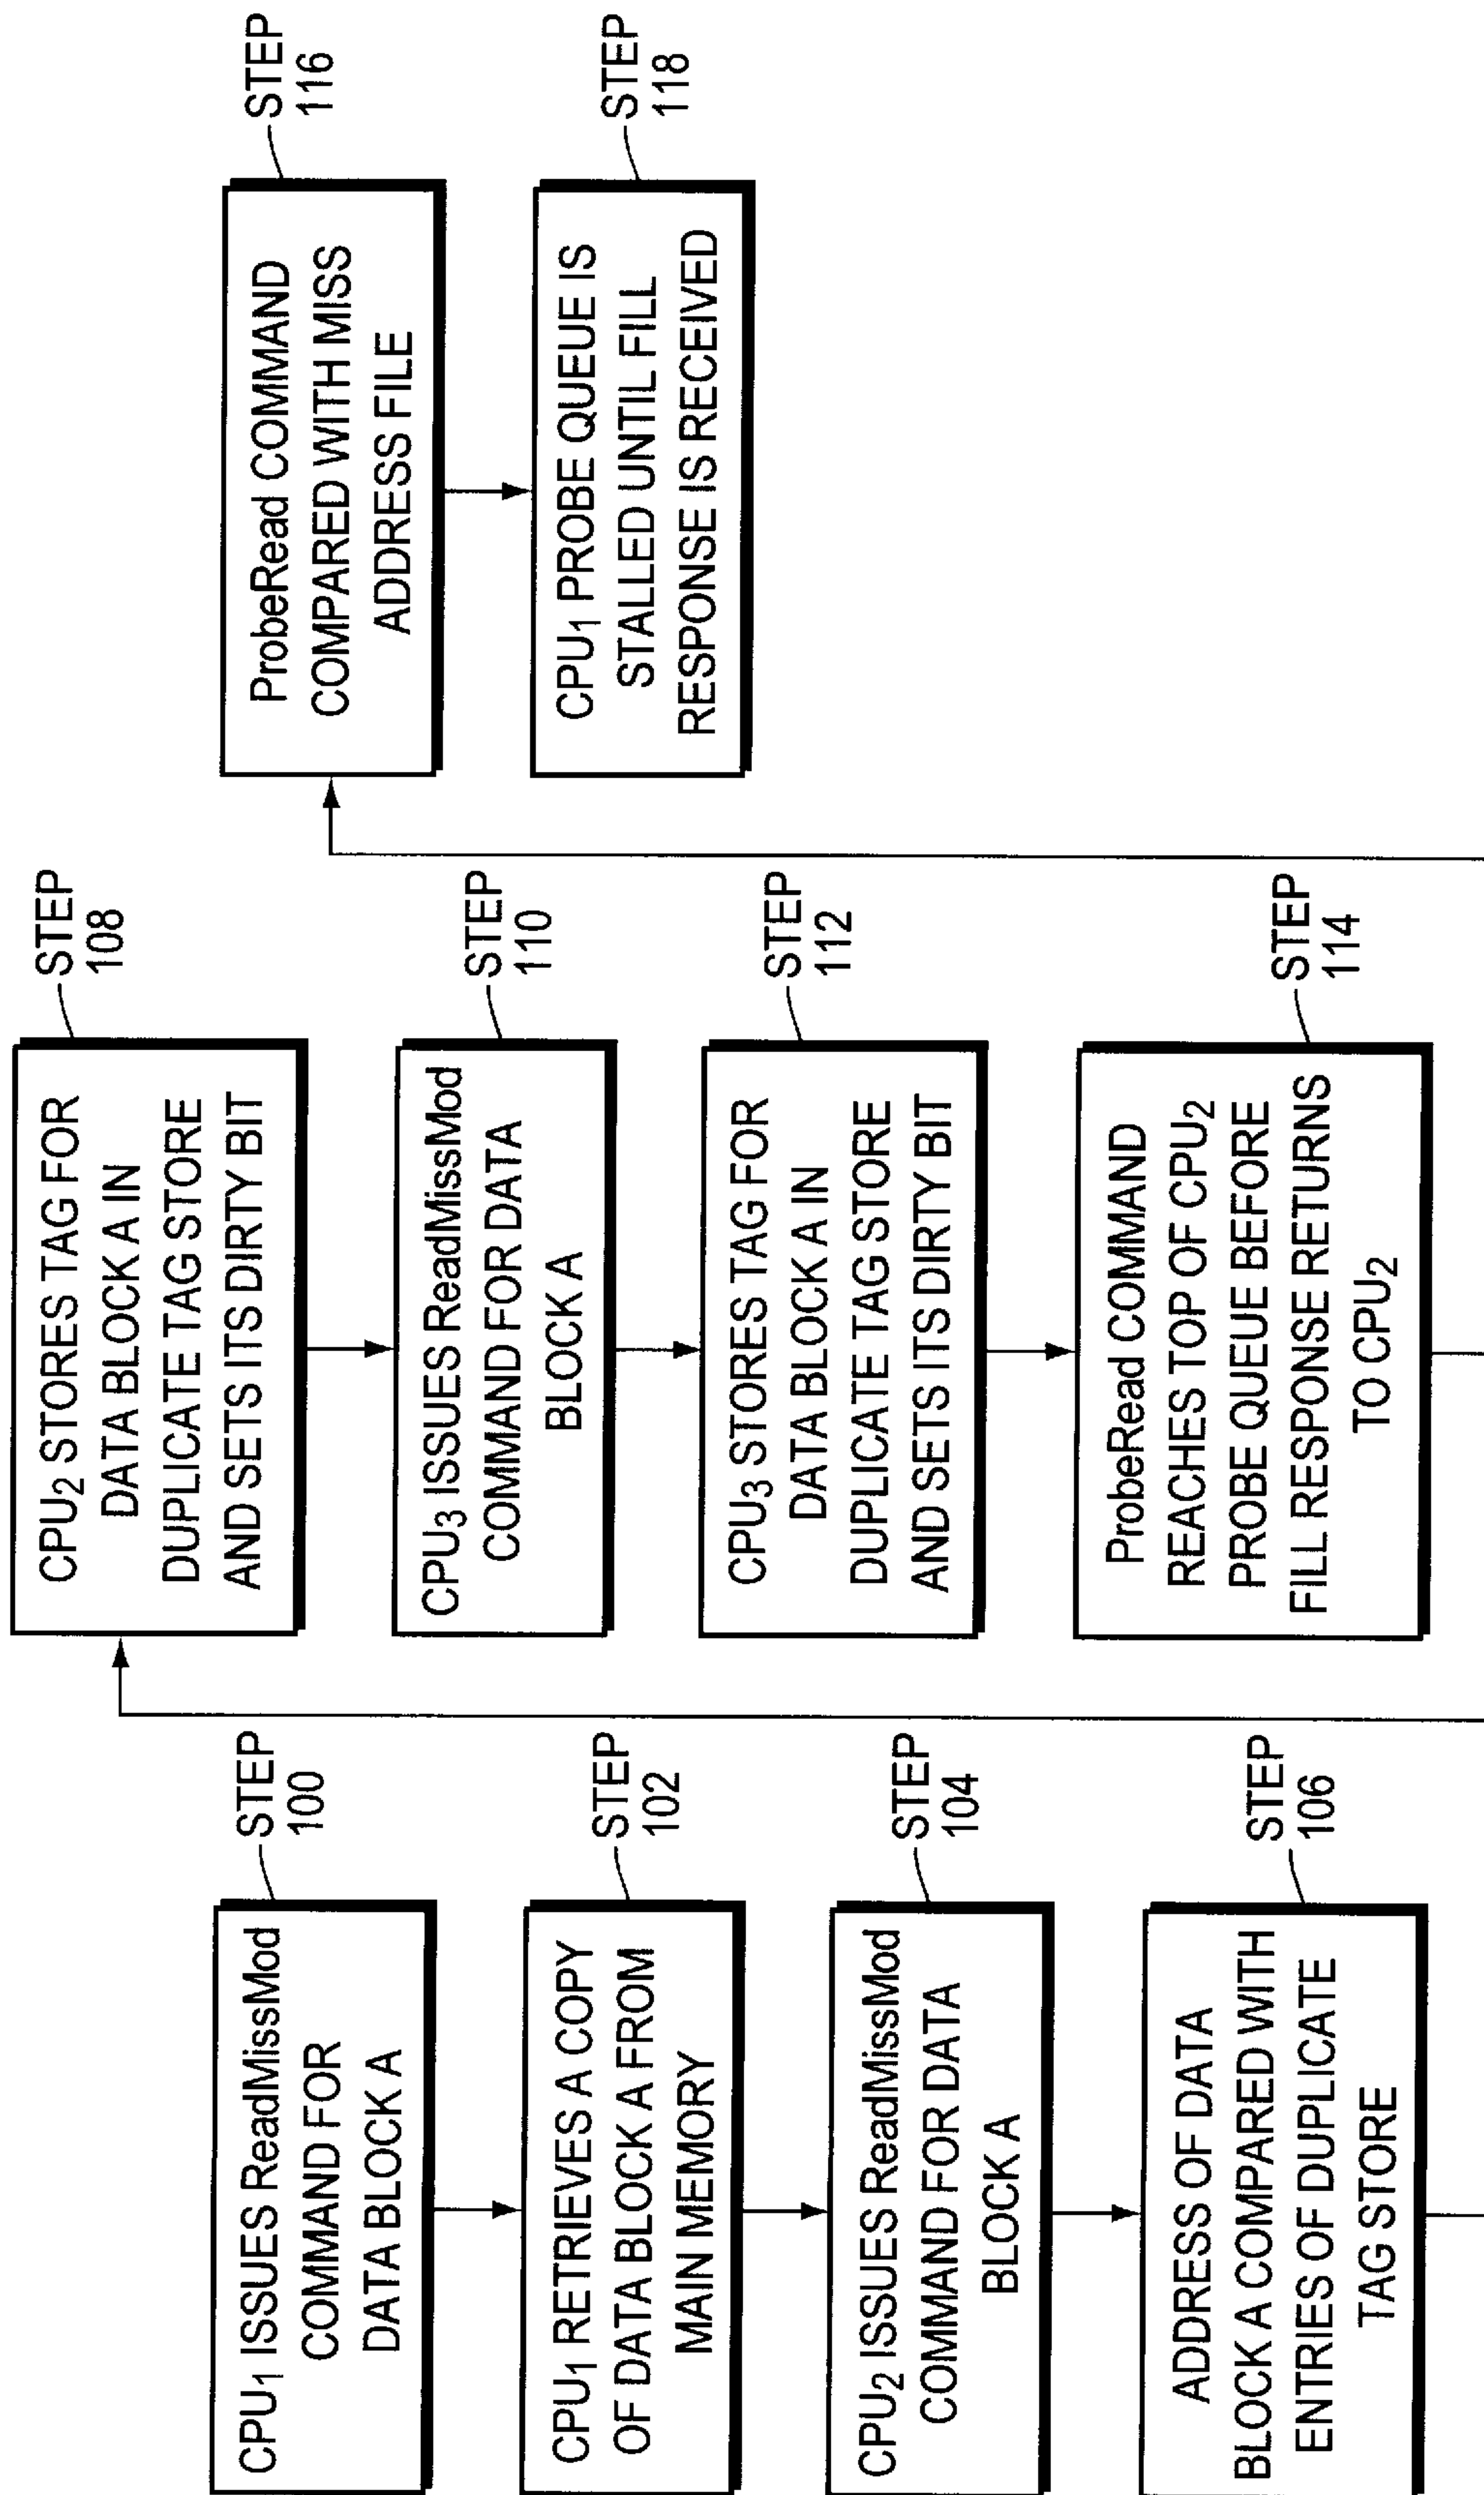 CPU1 ISSUES ReadMissMod
COMMAND FOR
DATA BLOCK A
STEP
100
CPU1 RETRIEVES A COPY
OF DATA BLOCK A FROM
MAIN MEMORY
STEP
102
CPU2 ISSUES ReadMissMod
COMMAND FOR DATA
BLOCK A
STEP
104
ADDRESS OF DATA
BLOCK A COMPARED WITH
ENTRIES OF DUPLICATE
TAG STORE
STEP
106
CPU2 STORES TAG FOR
DATA BLOCK A IN
DUPLICATE TAG STORE
AND SETS ITS DIRTY BIT
STEP
108
CPU3 ISSUES ReadMissMod
COMMAND FOR DATA
BLOCK A
STEP
110
CPU3 STORES TAG FOR
DATA BLOCK A IN
DUPLICATE TAG STORE
AND SETS ITS DIRTY BIT
STEP
112
ProbeRead COMMAND
REACHES TOP OF CPU2
PROBE QUEUE BEFORE
FILL RESPONSE RETURNS
TO CPU2
STEP
114
ProbeRead COMMAND
COMPARED WITH MISS
ADDRESS FILE
STEP
116
CPU1 PROBE QUEUE IS
STALLED UNTIL FILL
RESPONSE IS RECEIVED
STEP
118